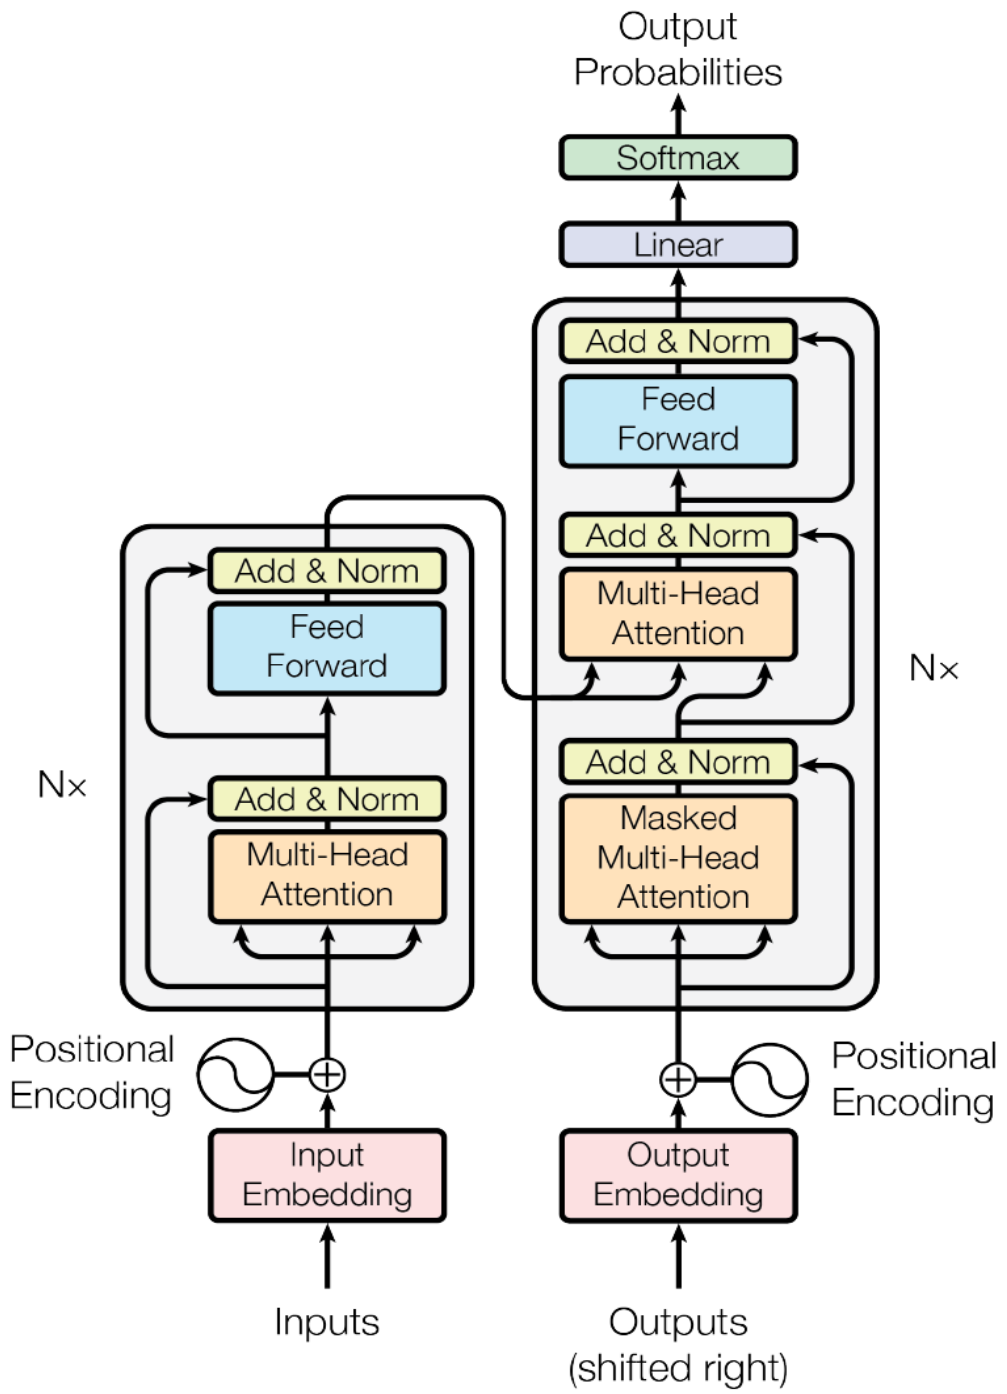 Output
Probabilities
Softmax
Linear
Add & Norm
Feed
Forward
Add & Norm
Multi-Head
Attention
N×
Add & Norm
Masked
Multi-Head
Attention
Add & Norm
Feed
Forward
N×
Add & Norm
Multi-Head
Attention
Positional
Encoding
Positional
Encoding
Input
Embedding
Output
Embedding
Inputs
Outputs
(shifted right)